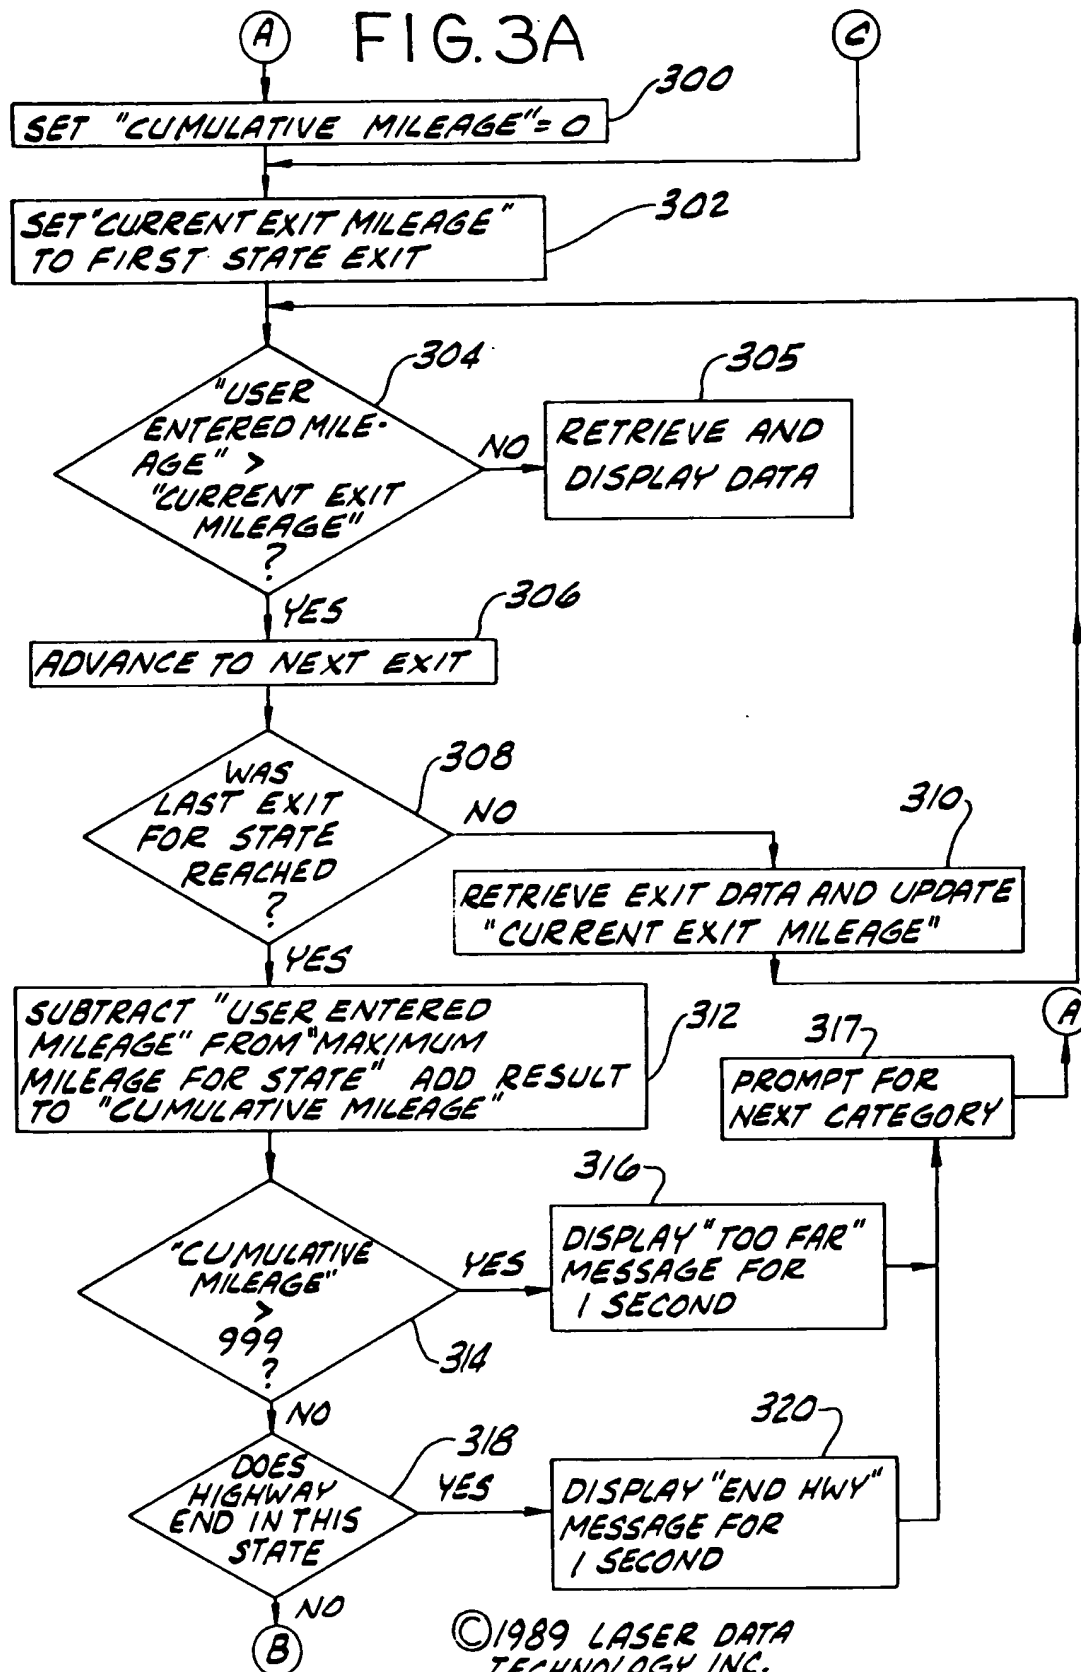 A
FIG. 3A
C
300
SET "CUMULATIVE MILEAGE" = 0
302
SET "CURRENT EXIT MILEAGE"
TO FIRST STATE EXIT
304
"USER
ENTERED MILE-
AGE" >
"CURRENT EXIT
MILEAGE"
?
NO
305
RETRIEVE AND
DISPLAY DATA
YES
306
ADVANCE TO NEXT EXIT
308
WAS
LAST EXIT
FOR STATE
REACHED
?
NO
310
RETRIEVE EXIT DATA AND UPDATE
"CURRENT EXIT MILEAGE"
YES
312
SUBTRACT "USER ENTERED
MILEAGE" FROM "MAXIMUM
MILEAGE FOR STATE" ADD RESULT
TO "CUMULATIVE MILEAGE"
A
317
PROMPT FOR
NEXT CATEGORY
"CUMULATIVE
MILEAGE"
>
999
?
314
YES
316
DISPLAY "TOO FAR"
MESSAGE FOR
1 SECOND
NO
318
DOES
HIGHWAY
END IN THIS
STATE
YES
320
DISPLAY "END HWY"
MESSAGE FOR
1 SECOND
NO
B
©1989 LASER DATA
TECHNOLOGY INC.